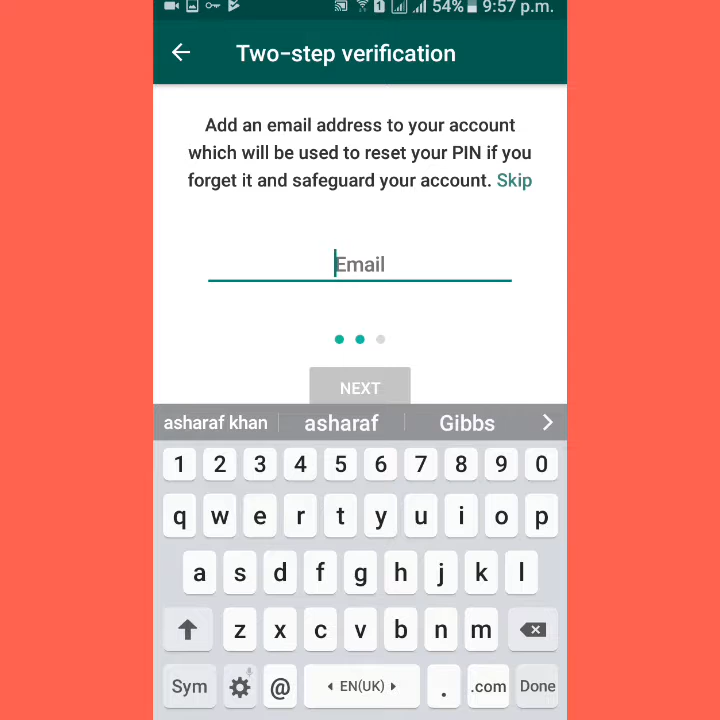 1 54% 9:57 p.m.
Two-step verification
Add an email address to your account
which will be used to reset your PIN if you
forget it and safeguard your account. Skip
Email
NEXT
asharaf khan asharaf Gibbs
1 2 3 4 5 6 7 8 9 0
q w e r t y u i o p
a s d f g h j k l
z x c v b n m
Sym @ EN(UK) . .com Done